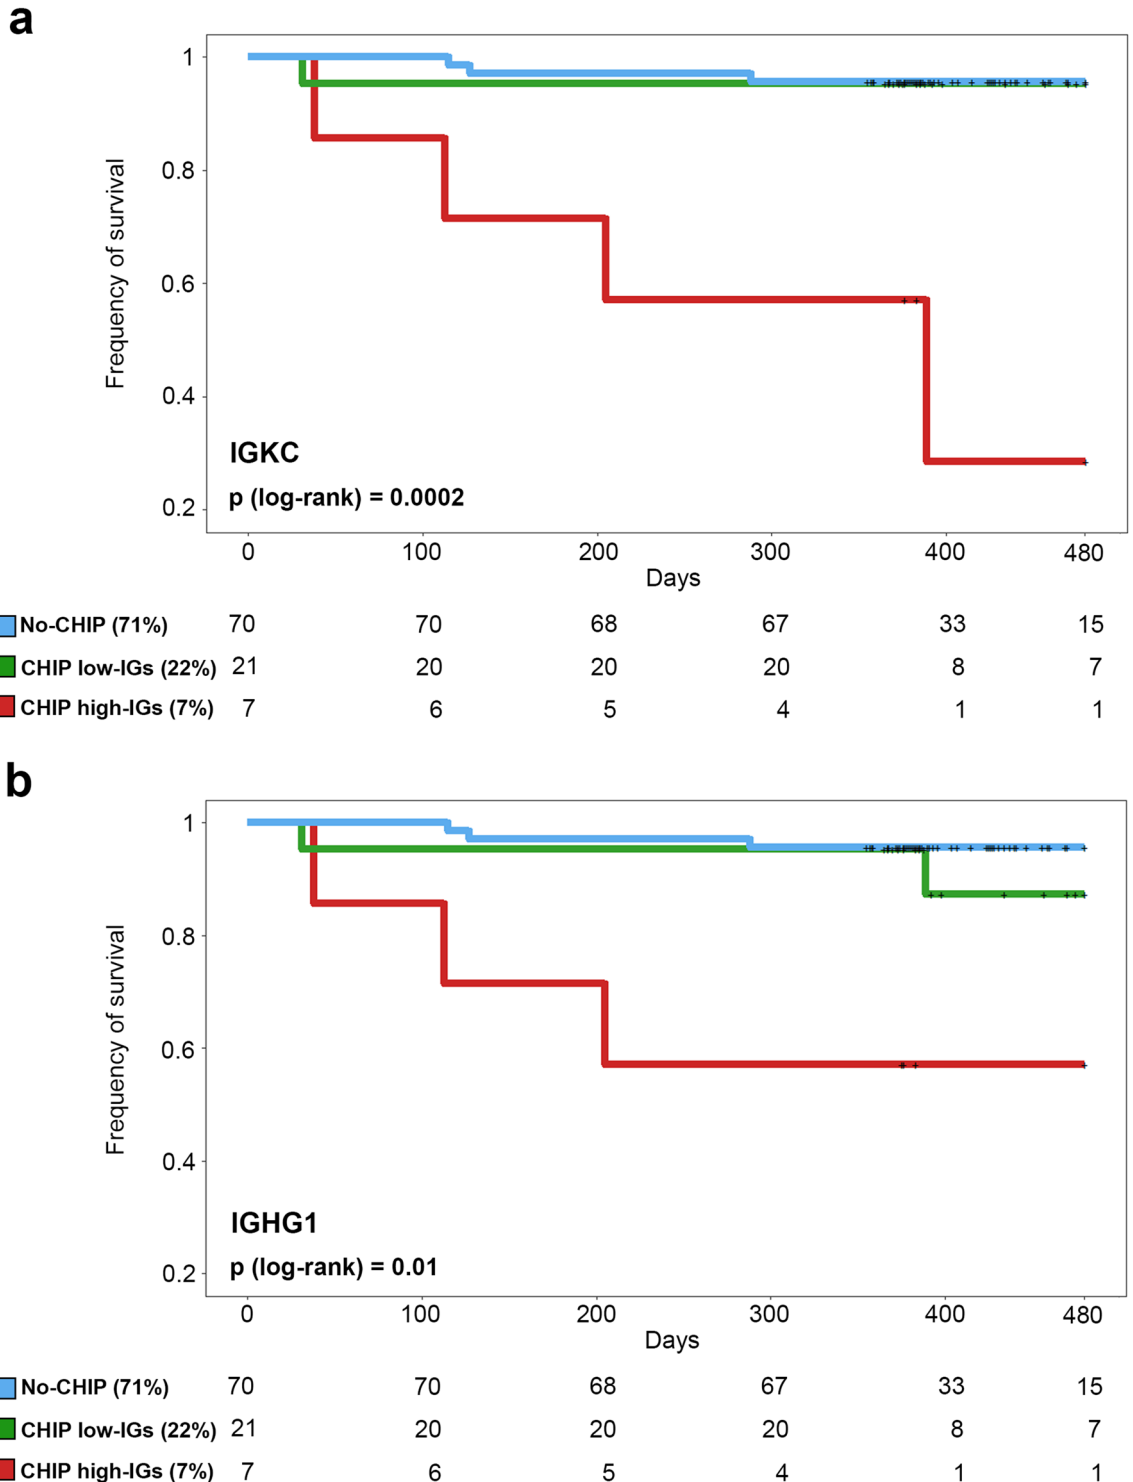 a
Frequency of survival
1
0.8
0.6
0.4
0.2
IGKC
p (log-rank) = 0.0002
0 100 200 300 400 480
Days
No-CHIP (71%) 70 70 68 67 33 15
CHIP low-IGs (22%) 21 20 20 20 8 7
CHIP high-IGs (7%) 7 6 5 4 1 1
b
Frequency of survival
1
0.8
0.6
0.4
0.2
IGHG1
p (log-rank) = 0.01
0 100 200 300 400 480
Days
No-CHIP (71%) 70 70 68 67 33 15
CHIP low-IGs (22%) 21 20 20 20 8 7
CHIP high-IGs (7%) 7 6 5 4 1 1